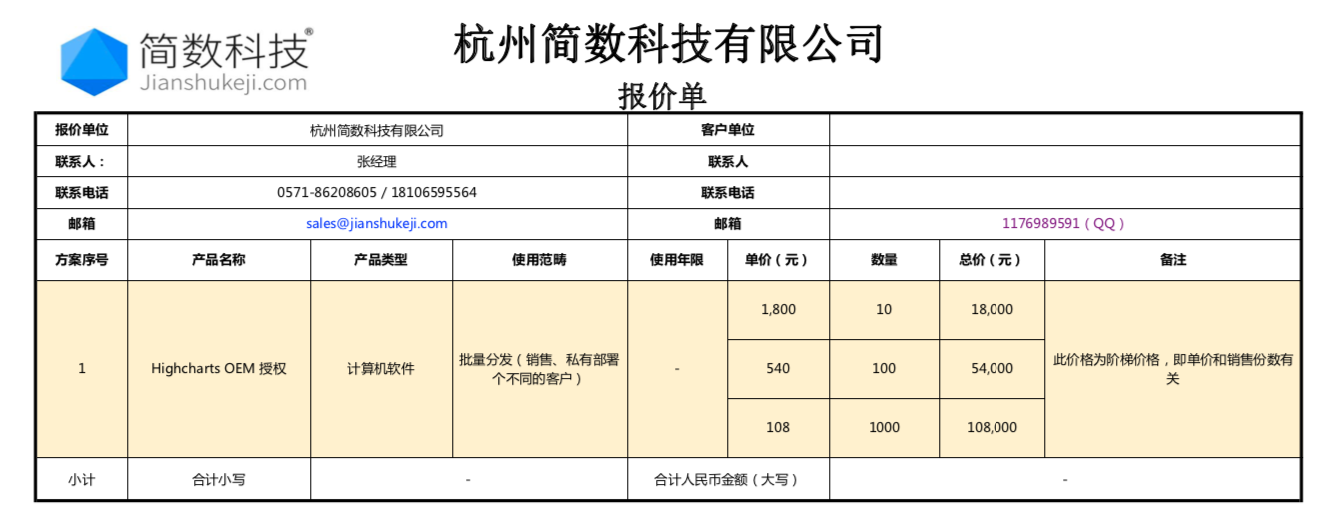 简数科技®
Jianshukeji.com
杭州简数科技有限公司
报价单
报价单位 杭州简数科技有限公司 客户单位
联系人： 张经理 联系人
联系电话 0571-86208605 / 18106595564 联系电话
邮箱 sales@jianshukeji.com 邮箱 1176989591（QQ）
方案序号 产品名称 产品类型 使用范畴 使用年限 单价（元） 数量 总价（元） 备注
1 Highcharts OEM 授权 计算机软件 批量分发（销售、私有部署
个不同的客户） -
1,800 10 18,000
540 100 54,000
108 1000 108,000
此价格为阶梯价格，即单价和销售份数有
关
小计 合计小写 - 合计人民币金额（大写） -